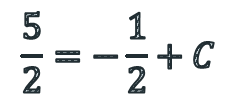 5/2 = -1/2 + C